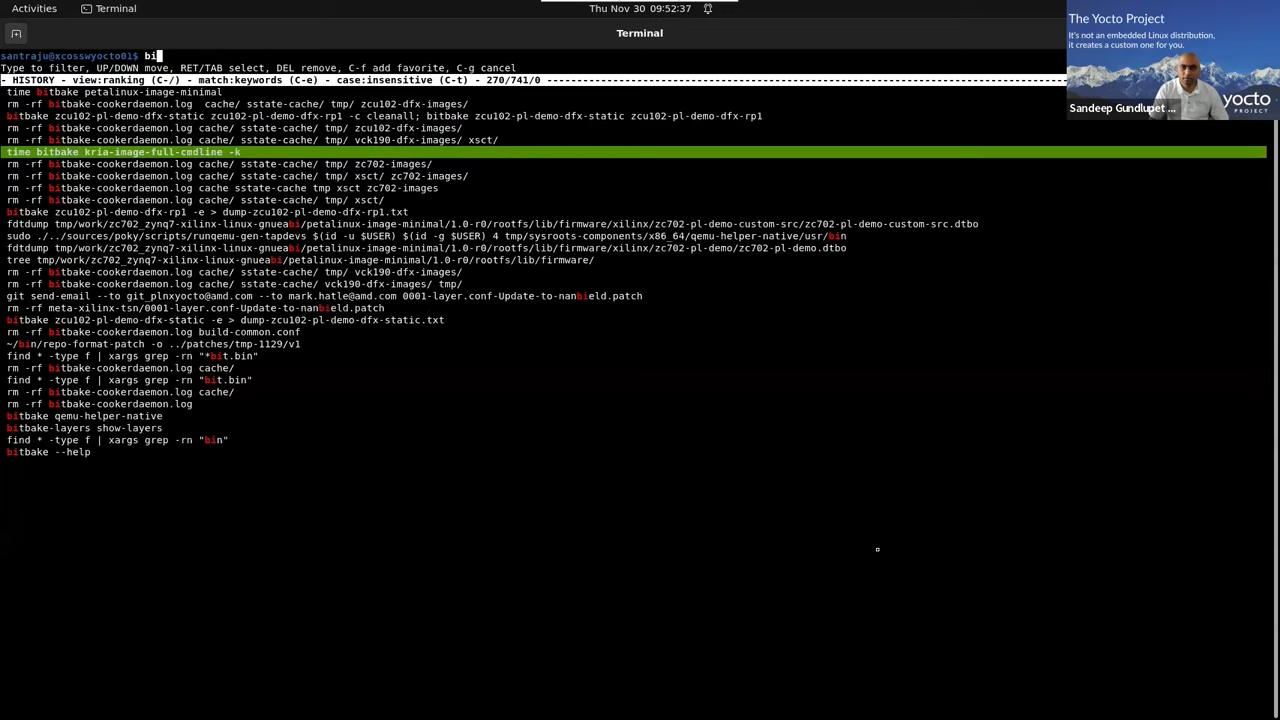 Activities Terminal Thu Nov 30 09:52:37
Terminal
The Yocto Project
It's not an embedded Linux distribution,
it creates a custom one for you.
Sandeep Gundlupet ...
yocto
PROJECT
santraju@xcosswyocto01$ bi
Type to filter, UP/DOWN move, RET/TAB select, DEL remove, C-f add favorite, C-g cancel
- HISTORY - view:ranking (C-/) - match:keywords (C-e) - case:insensitive (C-t) - 270/741/0 ------------------------------------------------------------------
time bitbake petalinux-image-minimal
rm -rf bitbake-cookerdaemon.log  cache/ sstate-cache/ tmp/ zcu102-dfx-images/
bitbake zcu102-pl-demo-dfx-static zcu102-pl-demo-dfx-rp1 -c cleanall; bitbake zcu102-pl-demo-dfx-static zcu102-pl-demo-dfx-rp1
rm -rf bitbake-cookerdaemon.log cache/ sstate-cache/ tmp/ zcu102-dfx-images/
rm -rf bitbake-cookerdaemon.log cache/ sstate-cache/ tmp/ vck190-dfx-images/ xsct/
time bitbake kria-image-full-cmdline -k
rm -rf bitbake-cookerdaemon.log cache/ sstate-cache/ tmp/ zc702-images/
rm -rf bitbake-cookerdaemon.log cache/ sstate-cache/ tmp/ xsct/ zc702-images/
rm -rf bitbake-cookerdaemon.log cache sstate-cache tmp xsct zc702-images
rm -rf bitbake-cookerdaemon.log cache/ sstate-cache/ tmp/ xsct/
bitbake zcu102-pl-demo-dfx-rp1 -e > dump-zcu102-pl-demo-dfx-rp1.txt
fdtdump tmp/work/zc702_zynq7-xilinx-linux-gnueabi/petalinux-image-minimal/1.0-r0/rootfs/lib/firmware/xilinx/zc702-pl-demo-custom-src/zc702-pl-demo-custom-src.dtbo
sudo ./../sources/poky/scripts/runqemu-gen-tapdevs $(id -u $USER) $(id -g $USER) 4 tmp/sysroots-components/x86_64/qemu-helper-native/usr/bin
fdtdump tmp/work/zc702_zynq7-xilinx-linux-gnueabi/petalinux-image-minimal/1.0-r0/rootfs/lib/firmware/xilinx/zc702-pl-demo/zc702-pl-demo.dtbo
tree tmp/work/zc702_zynq7-xilinx-linux-gnueabi/petalinux-image-minimal/1.0-r0/rootfs/lib/firmware/
rm -rf bitbake-cookerdaemon.log cache/ sstate-cache/ tmp/ vck190-dfx-images/
rm -rf bitbake-cookerdaemon.log cache/ sstate-cache/ vck190-dfx-images/ tmp/
git send-email --to git_plnxyocto@amd.com --to mark.hatle@amd.com 0001-layer.conf-Update-to-nanbield.patch
rm -rf meta-xilinx-tsn/0001-layer.conf-Update-to-nanbield.patch
bitbake zcu102-pl-demo-dfx-static -e > dump-zcu102-pl-demo-dfx-static.txt
rm -rf bitbake-cookerdaemon.log build-common.conf
~/bin/repo-format-patch -o ../patches/tmp-1129/v1
find * -type f | xargs grep -rn "*bit.bin"
rm -rf bitbake-cookerdaemon.log cache/
find * -type f | xargs grep -rn "bit.bin"
rm -rf bitbake-cookerdaemon.log cache/
rm -rf bitbake-cookerdaemon.log
bitbake qemu-helper-native
bitbake-layers show-layers
find * -type f | xargs grep -rn "bin"
bitbake --help